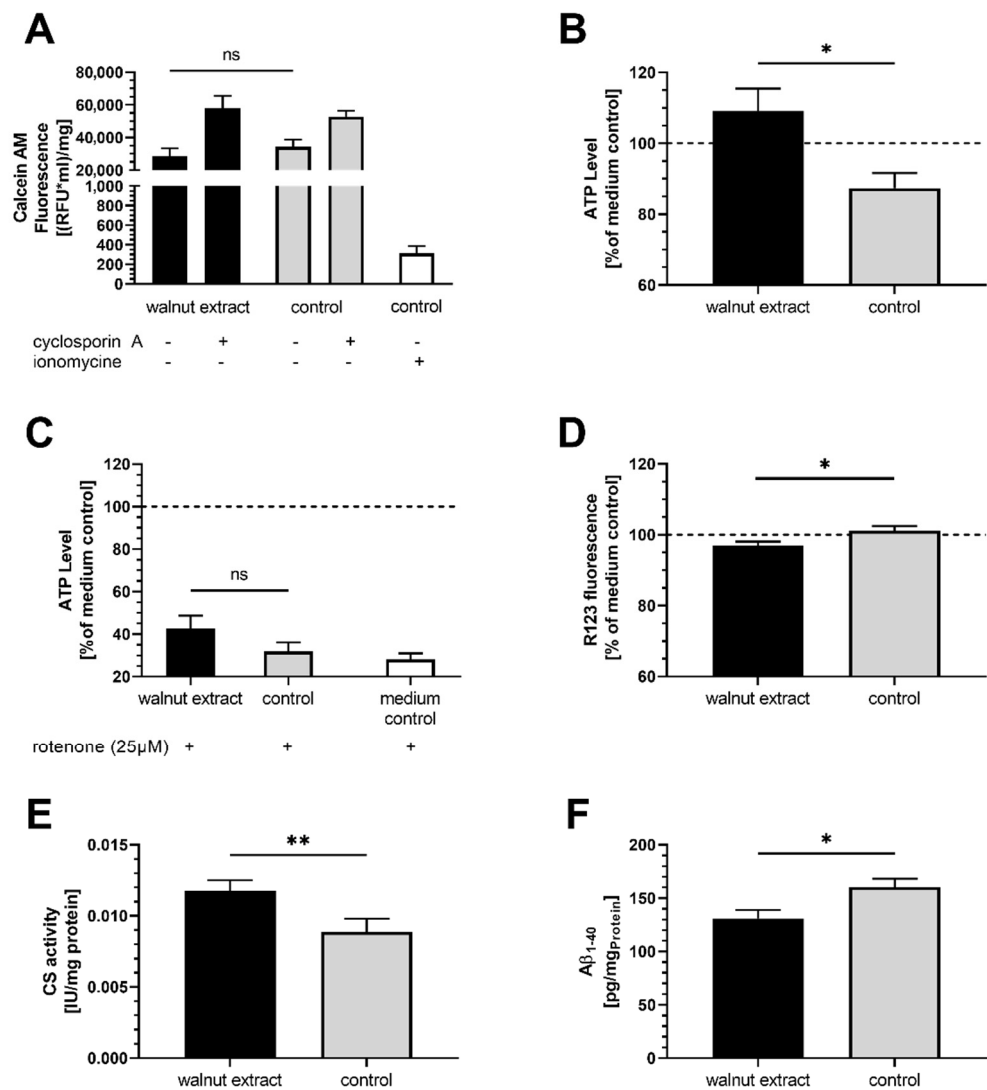 A
ns
Calcein AM
Fluorescence
[(RFU*ml)/mg]
80,000
60,000
40,000
20,000
1,000
800
600
400
200
0
walnut extract control control
cyclosporin A - + - + -
ionomycine - - - - +
B
*
ATP Level
[%of medium control]
120
100
80
60
walnut extract control
C
ns
ATP Level
[%of medium control]
120
100
80
60
40
20
walnut extract control medium
control
rotenone (25µM) + + +
D
*
R123 fluorescence
[% of medium control]
120
100
80
60
walnut extract control
E
**
CS activity
[IU/mg protein]
0.015
0.010
0.005
0.000
walnut extract control
F
*
Aβ1-40
[pg/mgProtein]
200
150
100
50
0
walnut extract control